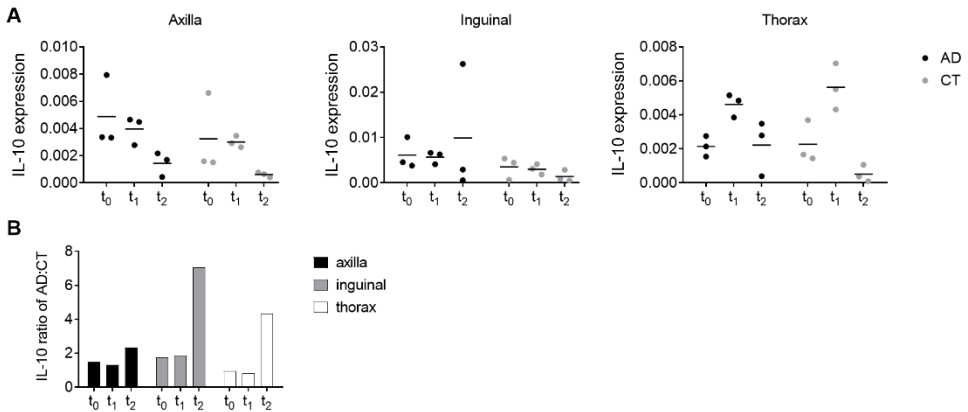 A
Axilla
IL-10 expression
0.010
0.008
0.006
0.004
0.002
0.000
t₀ t₁ t₂ t₀ t₁ t₂
Inguinal
IL-10 expression
0.03
0.02
0.01
0.00
t₀ t₁ t₂ t₀ t₁ t₂
Thorax
IL-10 expression
0.008
0.006
0.004
0.002
0.000
t₀ t₁ t₂ t₀ t₁ t₂
AD
CT
B
IL-10 ratio of AD:CT
8
6
4
2
0
t₀ t₁ t₂ t₀ t₁ t₂ t₀ t₁ t₂
axilla
inguinal
thorax